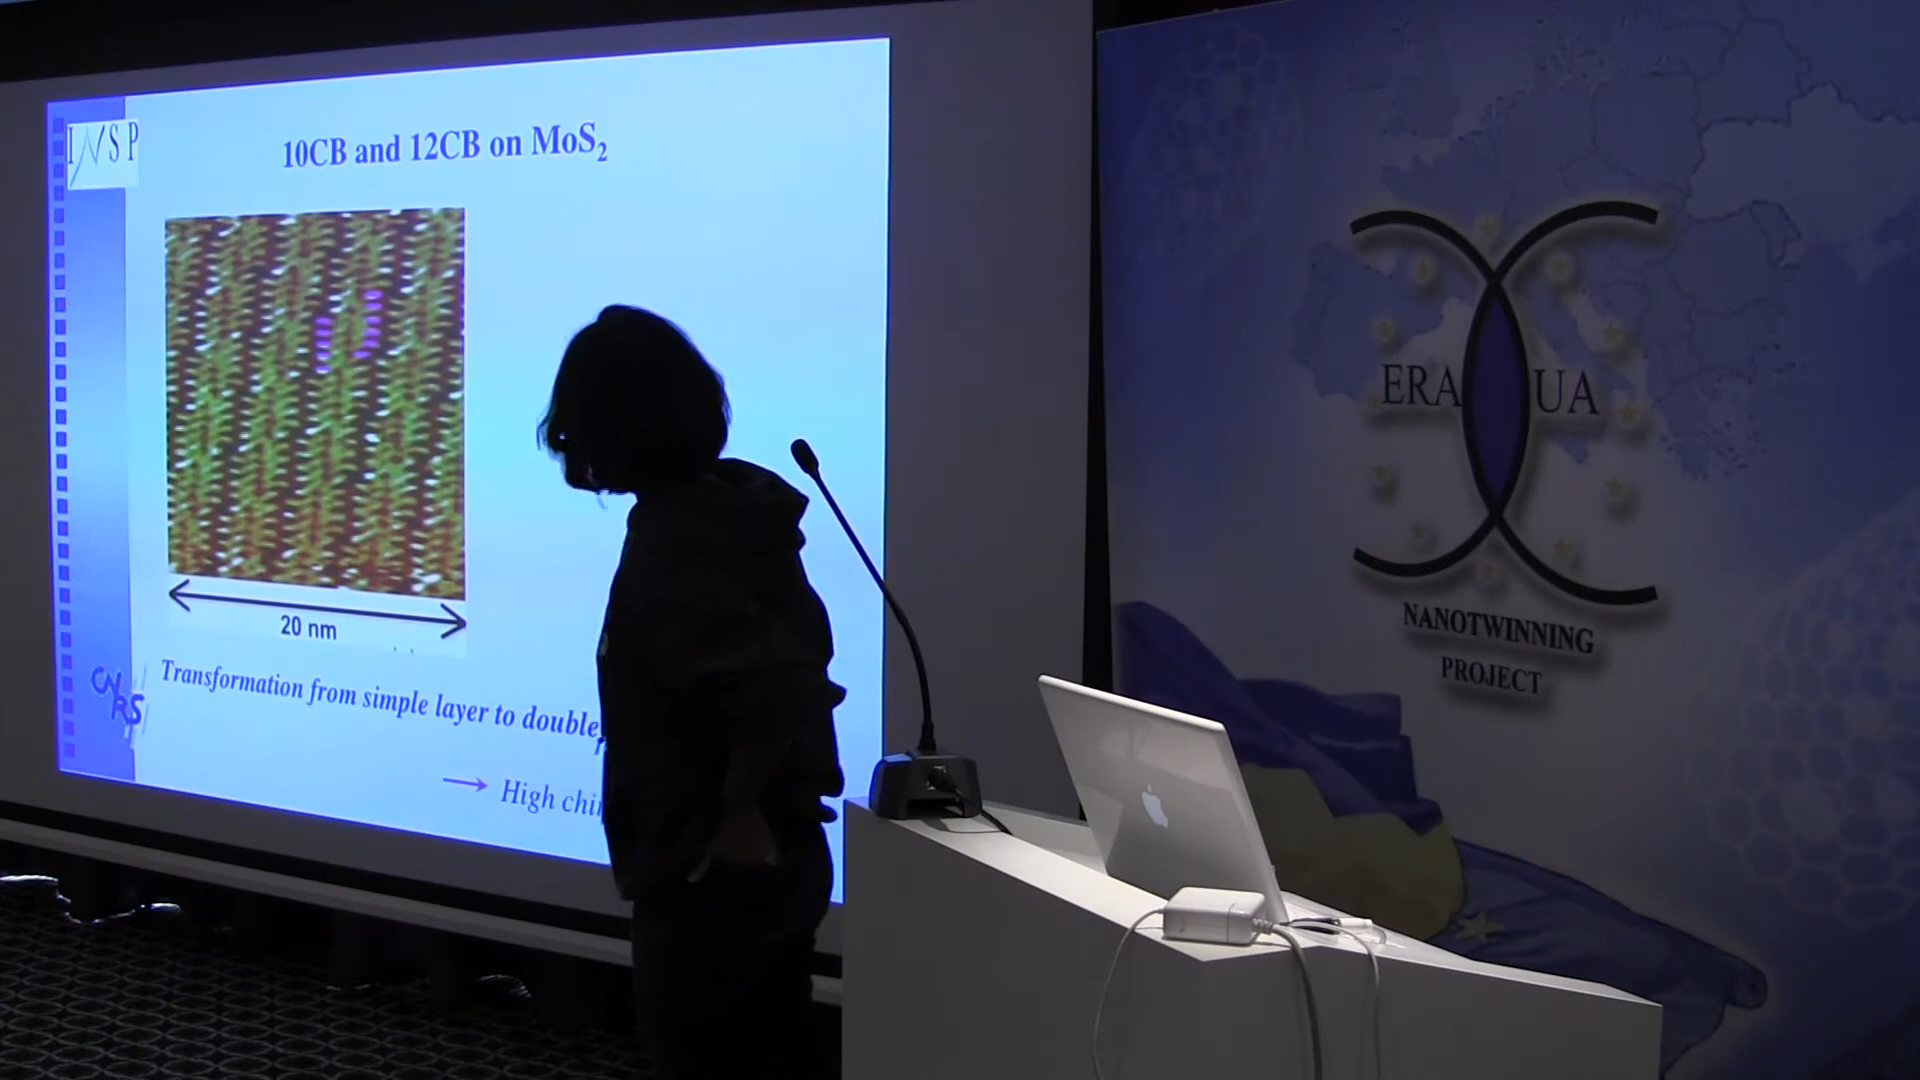 INSP
10CB and 12CB on MoS₂
20 nm
Transformation from simple layer to double
→ High
CNRS
ERA UA
NANOTWINNING
PROJECT